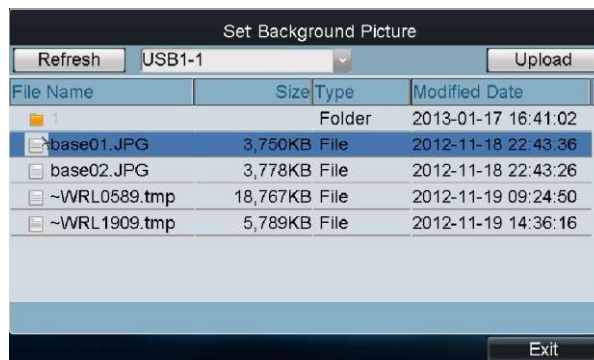 Set Background Picture
Refresh USB1-1 Upload
File Name Size Type Modified Date
1 Folder 2013-01-17 16:41:02
base01.JPG 3,750KB File 2012-11-18 22:43:36
base02.JPG 3,778KB File 2012-11-18 22:43:26
~WRL0589.tmp 18,767KB File 2012-11-19 09:24:50
~WRL1909.tmp 5,789KB File 2012-11-19 14:36:16
Exit